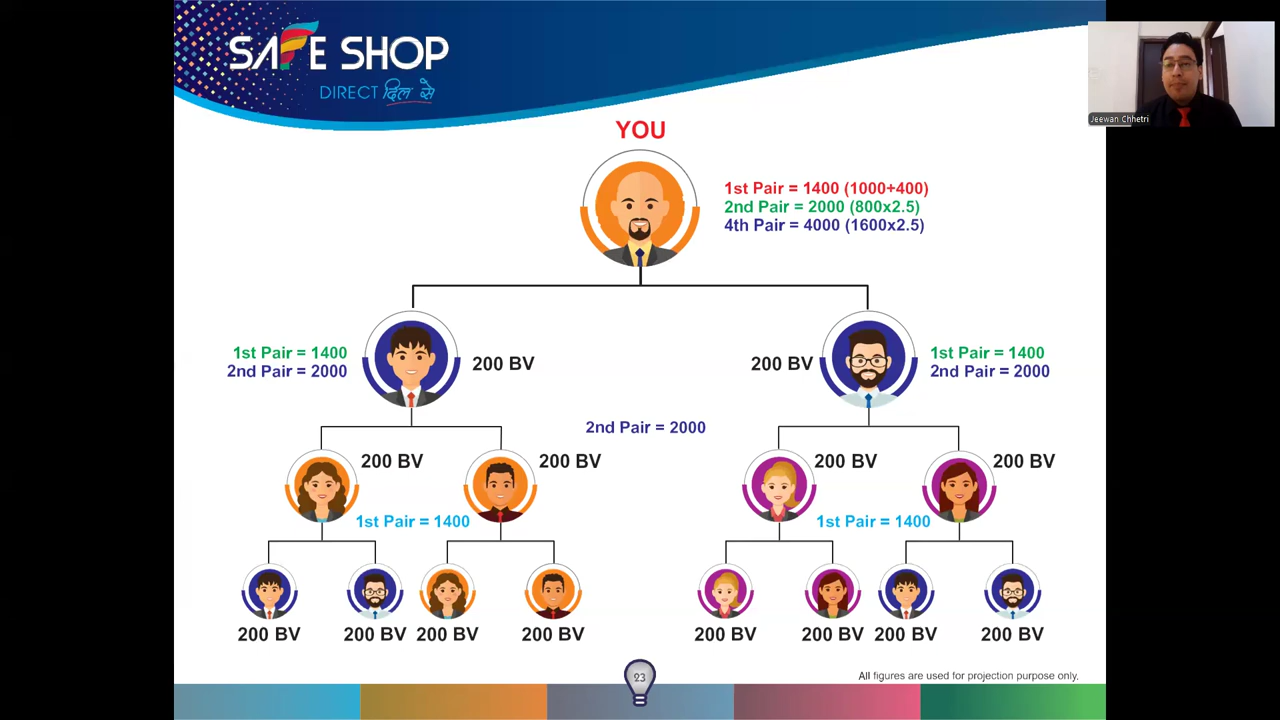 SAFE SHOP
DIRECT दिल से
Jeewan Chhetri
YOU
1st Pair = 1400 (1000+400)
2nd Pair = 2000 (800x2.5)
4th Pair = 4000 (1600x2.5)
1st Pair = 1400
2nd Pair = 2000
200 BV
200 BV
1st Pair = 1400
2nd Pair = 2000
2nd Pair = 2000
200 BV
200 BV
200 BV
200 BV
1st Pair = 1400
1st Pair = 1400
200 BV
200 BV
200 BV
200 BV
200 BV
200 BV
200 BV
200 BV
All figures are used for projection purpose only.
23